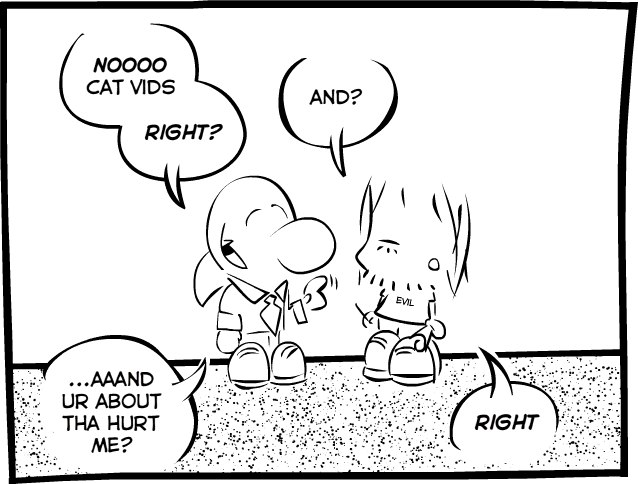 NOOOO
CAT VIDS
RIGHT?
AND?
EVIL
...AAAND
UR ABOUT
THA HURT
ME?
RIGHT